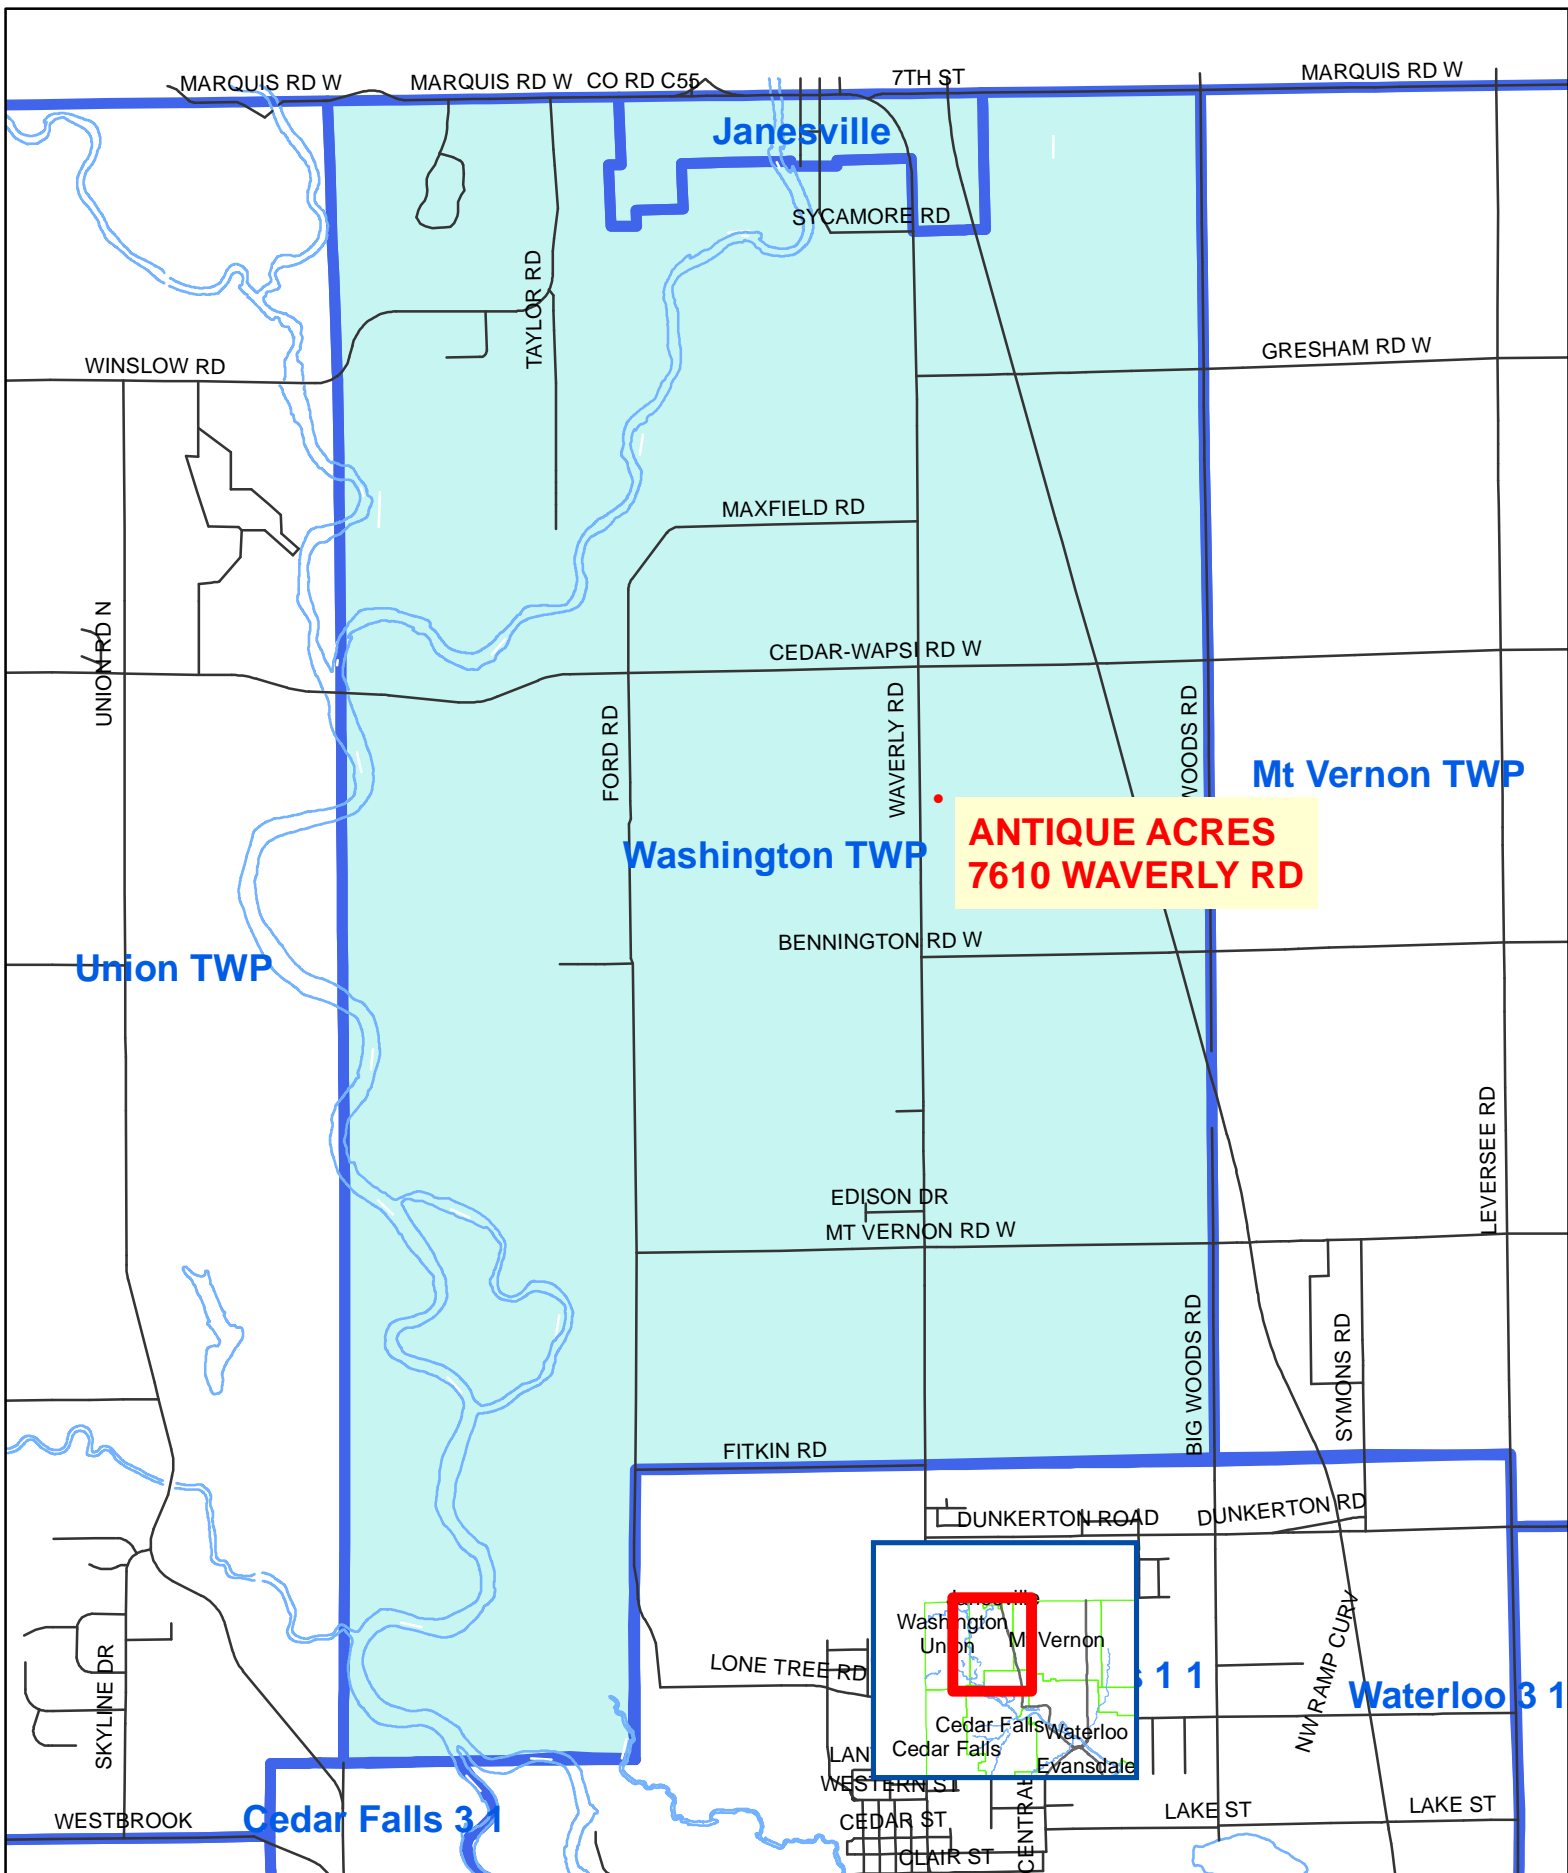 MARQUIS RD W
MARQUIS RD W
CO RD C55
7TH ST
MARQUIS RD W
Janesville
SYCAMORE RD
TAYLOR RD
WINSLOW RD
GRESHAM RD W
MAXFIELD RD
UNION RD N
CEDAR-WAPSI RD W
FORD RD
WAVERLY RD
WOODS RD
Mt Vernon TWP
ANTIQUE ACRES
7610 WAVERLY RD
Washington TWP
BENNINGTON RD W
Union TWP
LEVERSEE RD
EDISON DR
MT VERNON RD W
BIG WOODS RD
SYMONS RD
FITKIN RD
DUNKERTON ROAD
DUNKERTON RD
Janesville
Washington
Union
Mt Vernon
Cedar Falls
Waterloo
Cedar Falls
Evansdale
LONE TREE RD
1 1
NW RAMP CURV
Waterloo 3 1
SKYLINE DR
LAN
WESTERN ST
CEDAR ST
CLAIR ST
CENTRAL
LAKE ST
LAKE ST
WESTBROOK
Cedar Falls 3 1